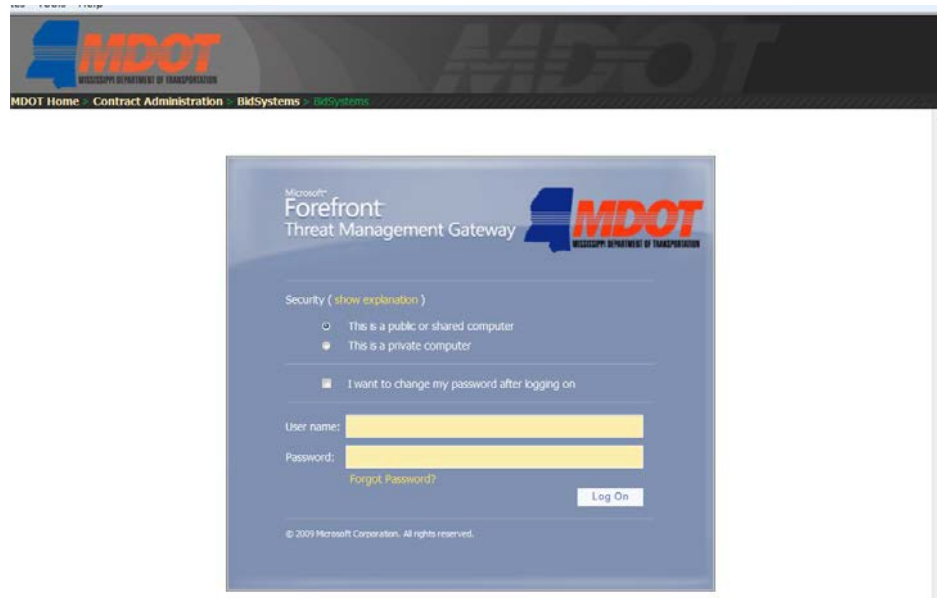 MDOT
MDOT
MISSISSIPPI DEPARTMENT OF TRANSPORTATION
MDOT Home > Contract Administration > BidSystems > BidSystems
Microsoft
Forefront
Threat Management Gateway
MDOT
MISSISSIPPI DEPARTMENT OF TRANSPORTATION
Security ( show explanation )
This is a public or shared computer
This is a private computer
I want to change my password after logging on
User name:
Password:
Forgot Password?
Log On
© 2009 Microsoft Corporation. All rights reserved.